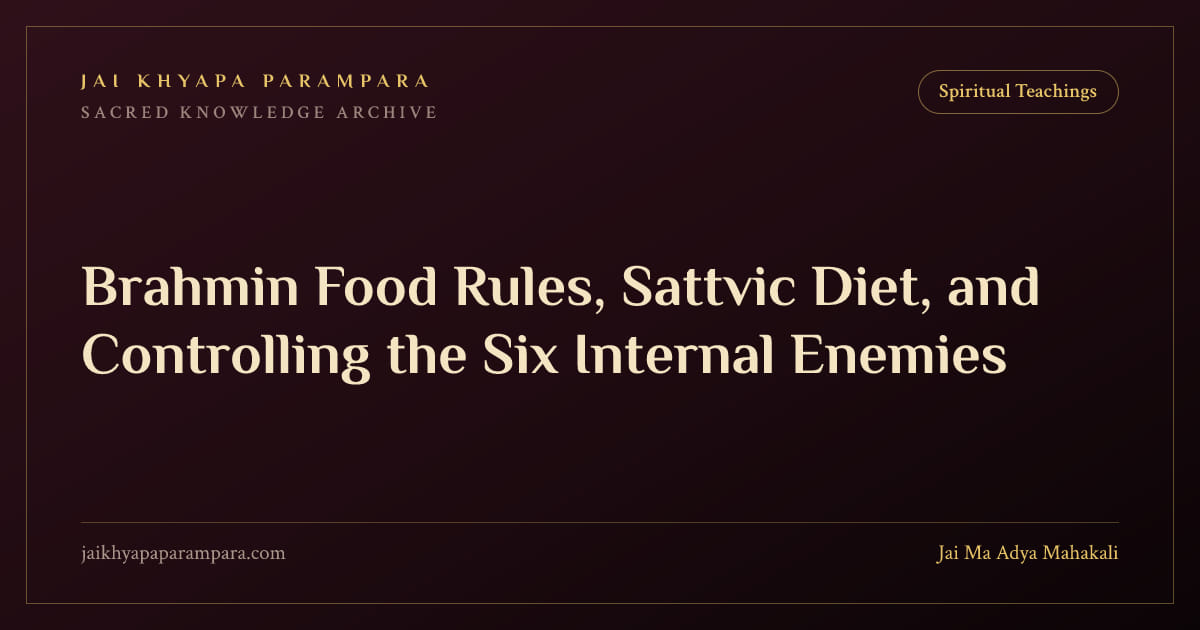 JAI KHYAPA PARAMPARA
SACRED KNOWLEDGE ARCHIVE
Spiritual Teachings
Brahmin Food Rules, Sattvic Diet, and
Controlling the Six Internal Enemies
jaikhyapaparampara.com
Jai Ma Adya Mahakali